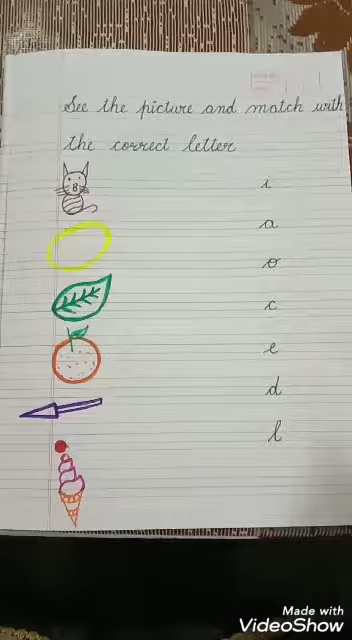 See the picture and match with
the correct letter
i
a
o
c
e
d
l
Made with
VideoShow